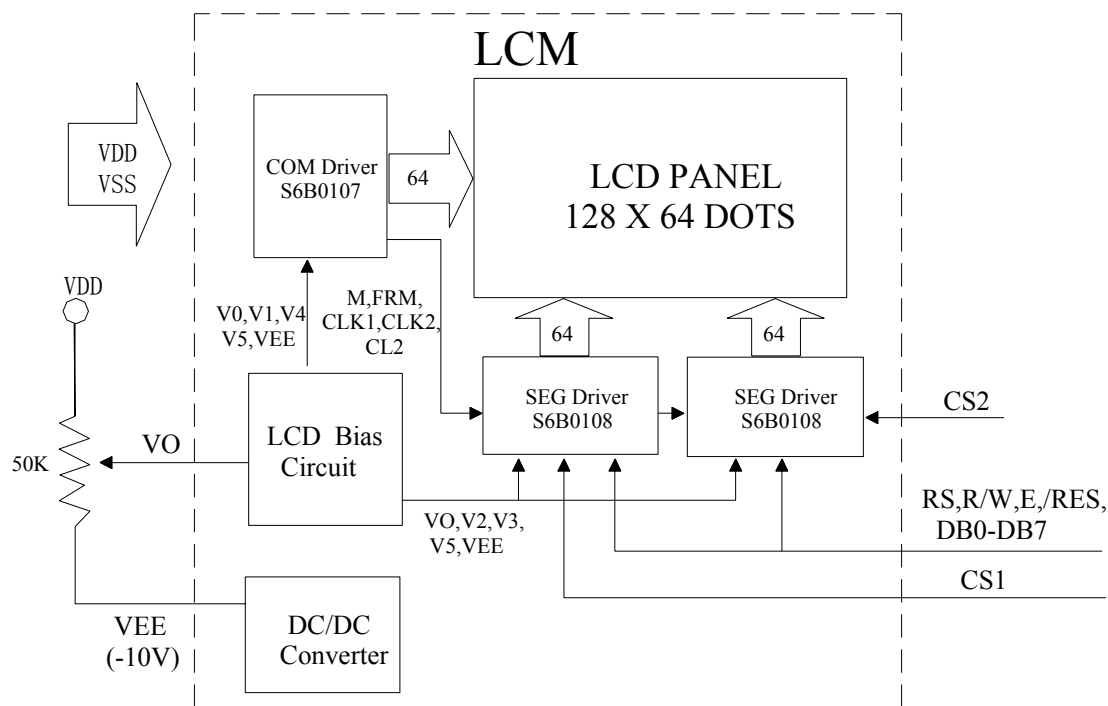 LCM
VDD
VSS
COM Driver
S6B0107
64
LCD PANEL
128 X 64 DOTS
VDD
V0,V1,V4
V5,VEE
M,FRM,
CLK1,CLK2,
CL2
64
64
SEG Driver
S6B0108
SEG Driver
S6B0108
CS2
50K
VO
LCD Bias
Circuit
VO,V2,V3,
V5,VEE
RS,R/W,E,/RES,
DB0-DB7
CS1
VEE
(-10V)
DC/DC
Converter